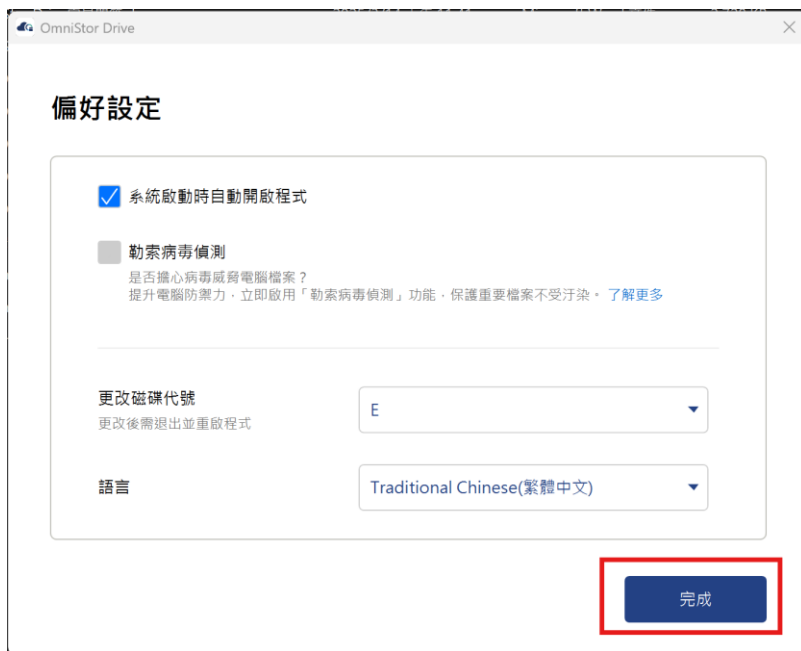 OmniStor Drive
偏好設定
系統啟動時自動開啟程式
勒索病毒偵測
是否擔心病毒威脅電腦檔案？
提升電腦防禦力，立即啟用「勒索病毒偵測」功能，保護重要檔案不受汙染。 了解更多
更改磁碟代號
更改後需退出並重啟程式
E
語言
Traditional Chinese(繁體中文)
完成